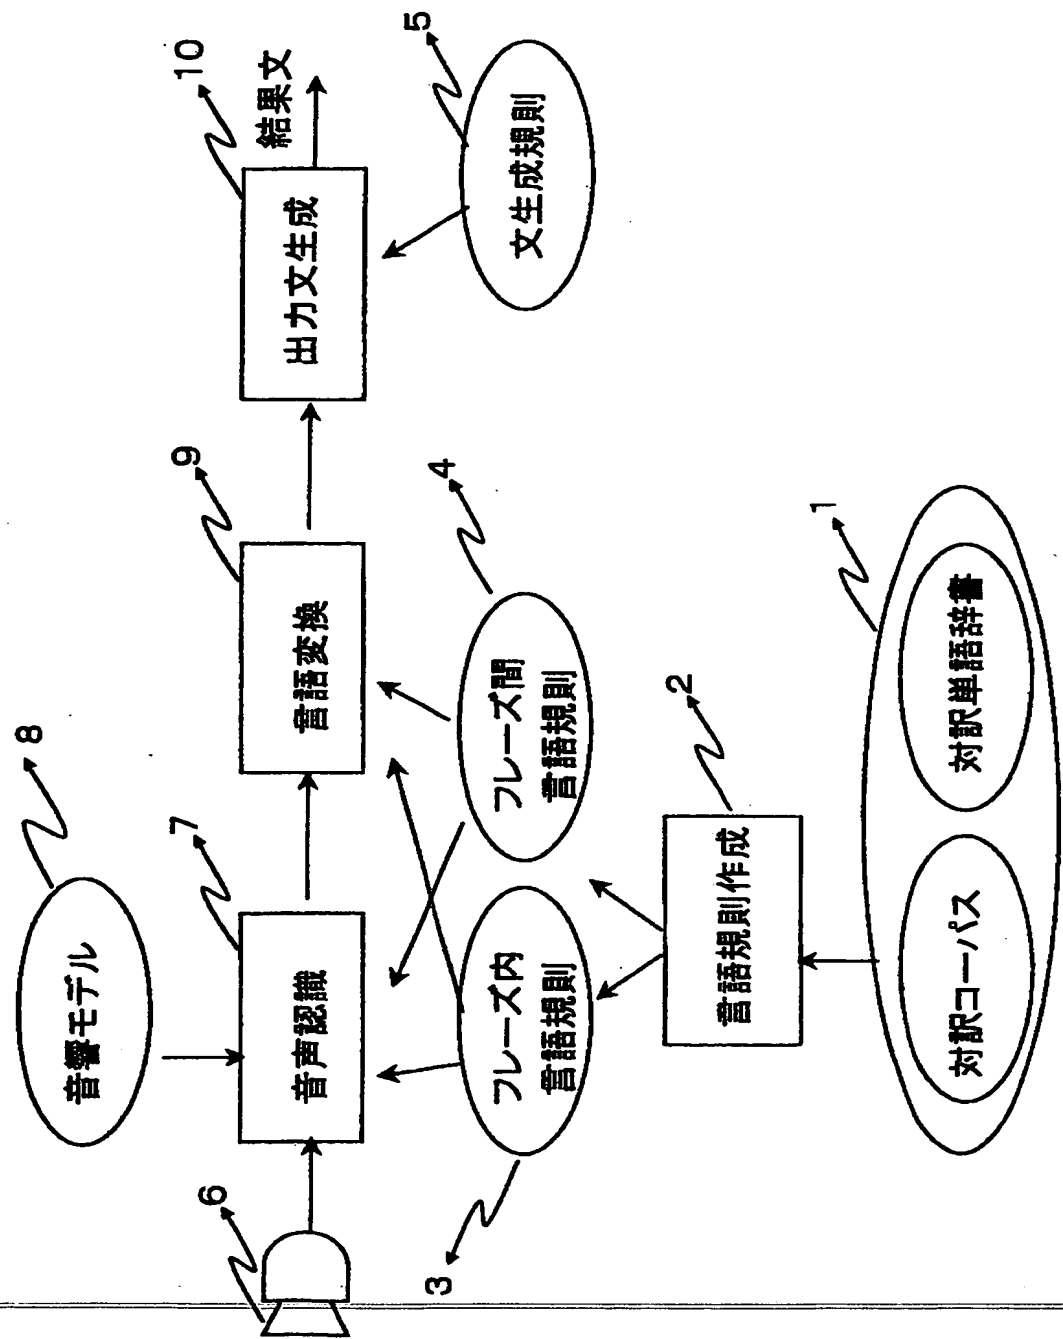 8
音響モデル
6
7
音声認識
9
言語変換
10
出力文生成
結果文
3
フレーズ内
言語規則
4
フレーズ間
言語規則
5
文生成規則
2
言語規則作成
1
対訳コーパス
対訳単語辞書